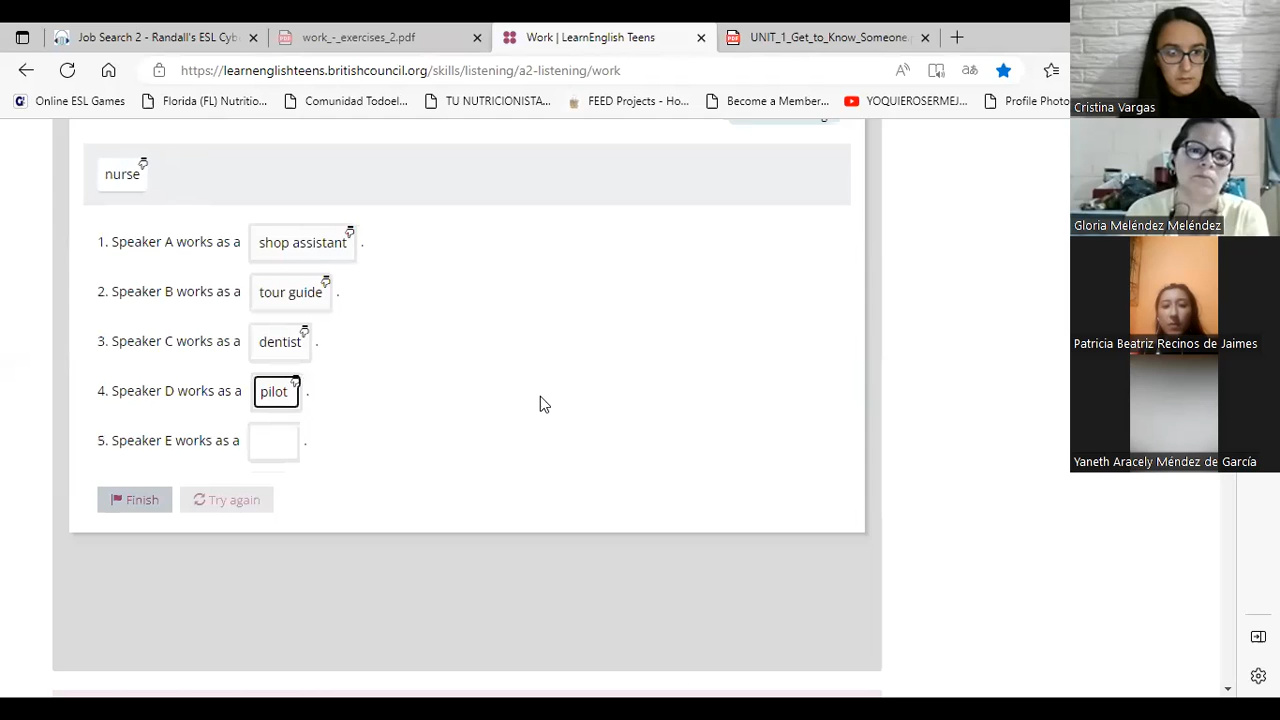 Job Search 2 - Randall's ESL Cyb
work_-_exercises_2.pdf
Work | LearnEnglish Teens
UNIT_1_Get_to_Know_Someone.
https://learnenglishteens.britishcouncil.org/skills/listening/a2-listening/work
Online ESL Games
Florida (FL) Nutritio...
Comunidad Todoel...
TU NUTRICIONISTA...
FEED Projects - Ho...
Become a Member...
YOQUIEROSERMEJ...
Profile Photo
nurse
1. Speaker A works as a shop assistant .
2. Speaker B works as a tour guide .
3. Speaker C works as a dentist .
4. Speaker D works as a pilot .
5. Speaker E works as a .
Finish
Try again
Cristina Vargas
Gloria Meléndez Meléndez
Patricia Beatriz Recinos de Jaimes
Yaneth Aracely Méndez de García